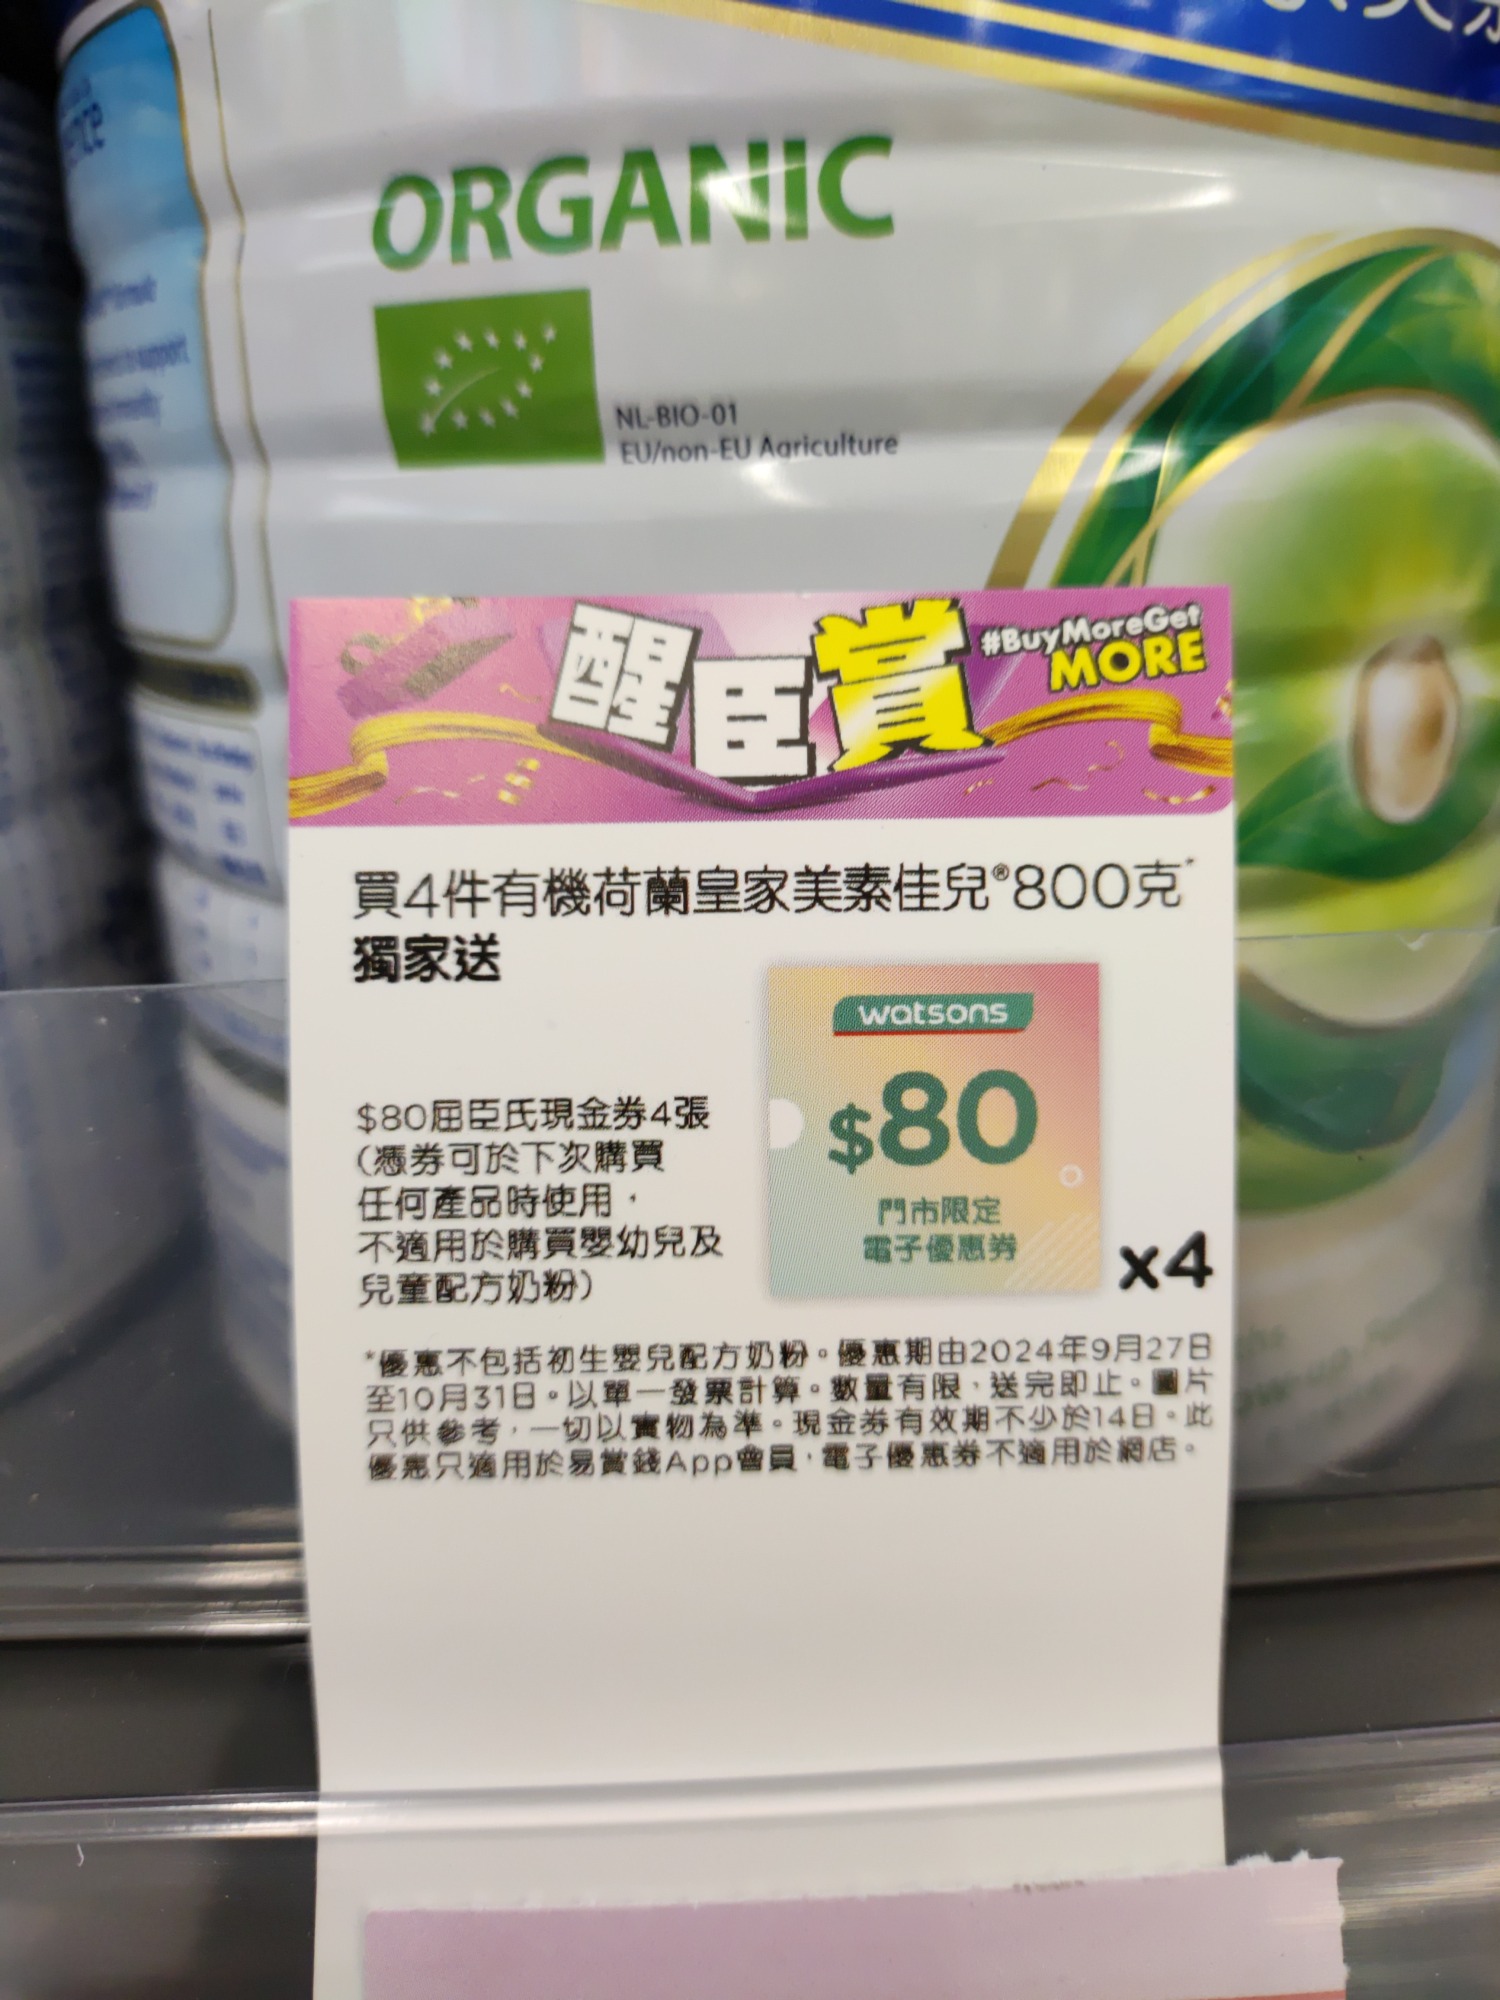 ORGANIC
NL-BIO-01
EU/non-EU Agriculture
醒臣賞
#BuyMoreGet
MORE
買4件有機荷蘭皇家美素佳兒®800克*
獨家送
watsons
$80
門市限定
電子優惠券
x4
$80屈臣氏現金券4張
(憑券可於下次購買
任何產品時使用，
不適用於購買嬰幼兒及
兒童配方奶粉)
*優惠不包括初生嬰兒配方奶粉。優惠期由2024年9月27日
至10月31日。以單一發票計算。數量有限，送完即止。圖片
只供參考，一切以實物為準。現金券有效期不少於14日。此
優惠只適用於易賞錢App會員，電子優惠券不適用於網店。